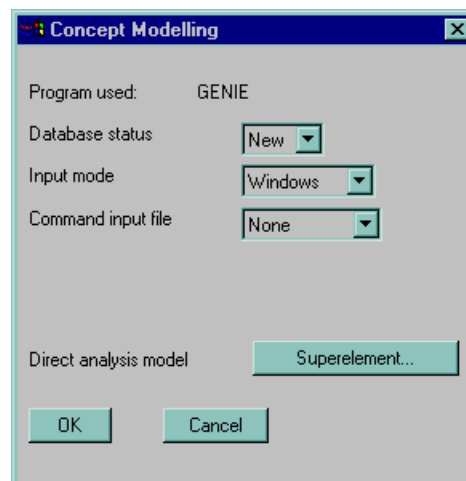 Concept Modelling
Program used: GENIE
Database status New
Input mode Windows
Command input file None
Direct analysis model Superelement...
OK Cancel